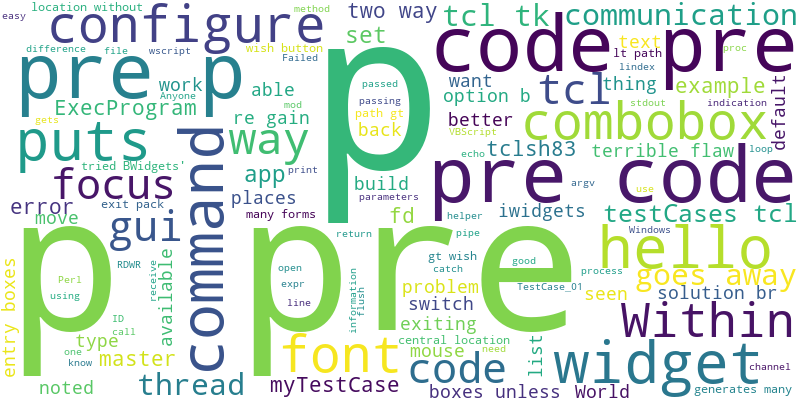 easy
location without
method
two way
tcl tk
communication
configure
difference
file
wscript
wish button
Failed
set
code pre
text
lt path
proc
pre
p
p
work
able
want
tcl
thing
lindex
example
default
ExecProgram
Anyone
mod
passed
passing
option b
stdout
indication
puts
gets
command
way
re gain
path gt
back
better
VBScript
combobox
tried BWidgets'
echo
tclsh83
terrible flaw
loop
print
focus
app
build
parameters
pre code
argv
use
error
exit pack
places
many forms
fd
iwidgets
testCases tcl
move
gui
helper
hello
return
pipe
Windows
p
pre
entry boxes
RDWR
Perl
using
available
receive
open
expr
line
information
flush
gt wish
catch
good
TestCase_01
process
problem
seen
goes away
solution br
ID
call
switch
Within
type
one
know
master
font
exiting
central location
mouse
need
list
widget
noted
thread
myTestCase
code
boxes unless
World
channel
generates many